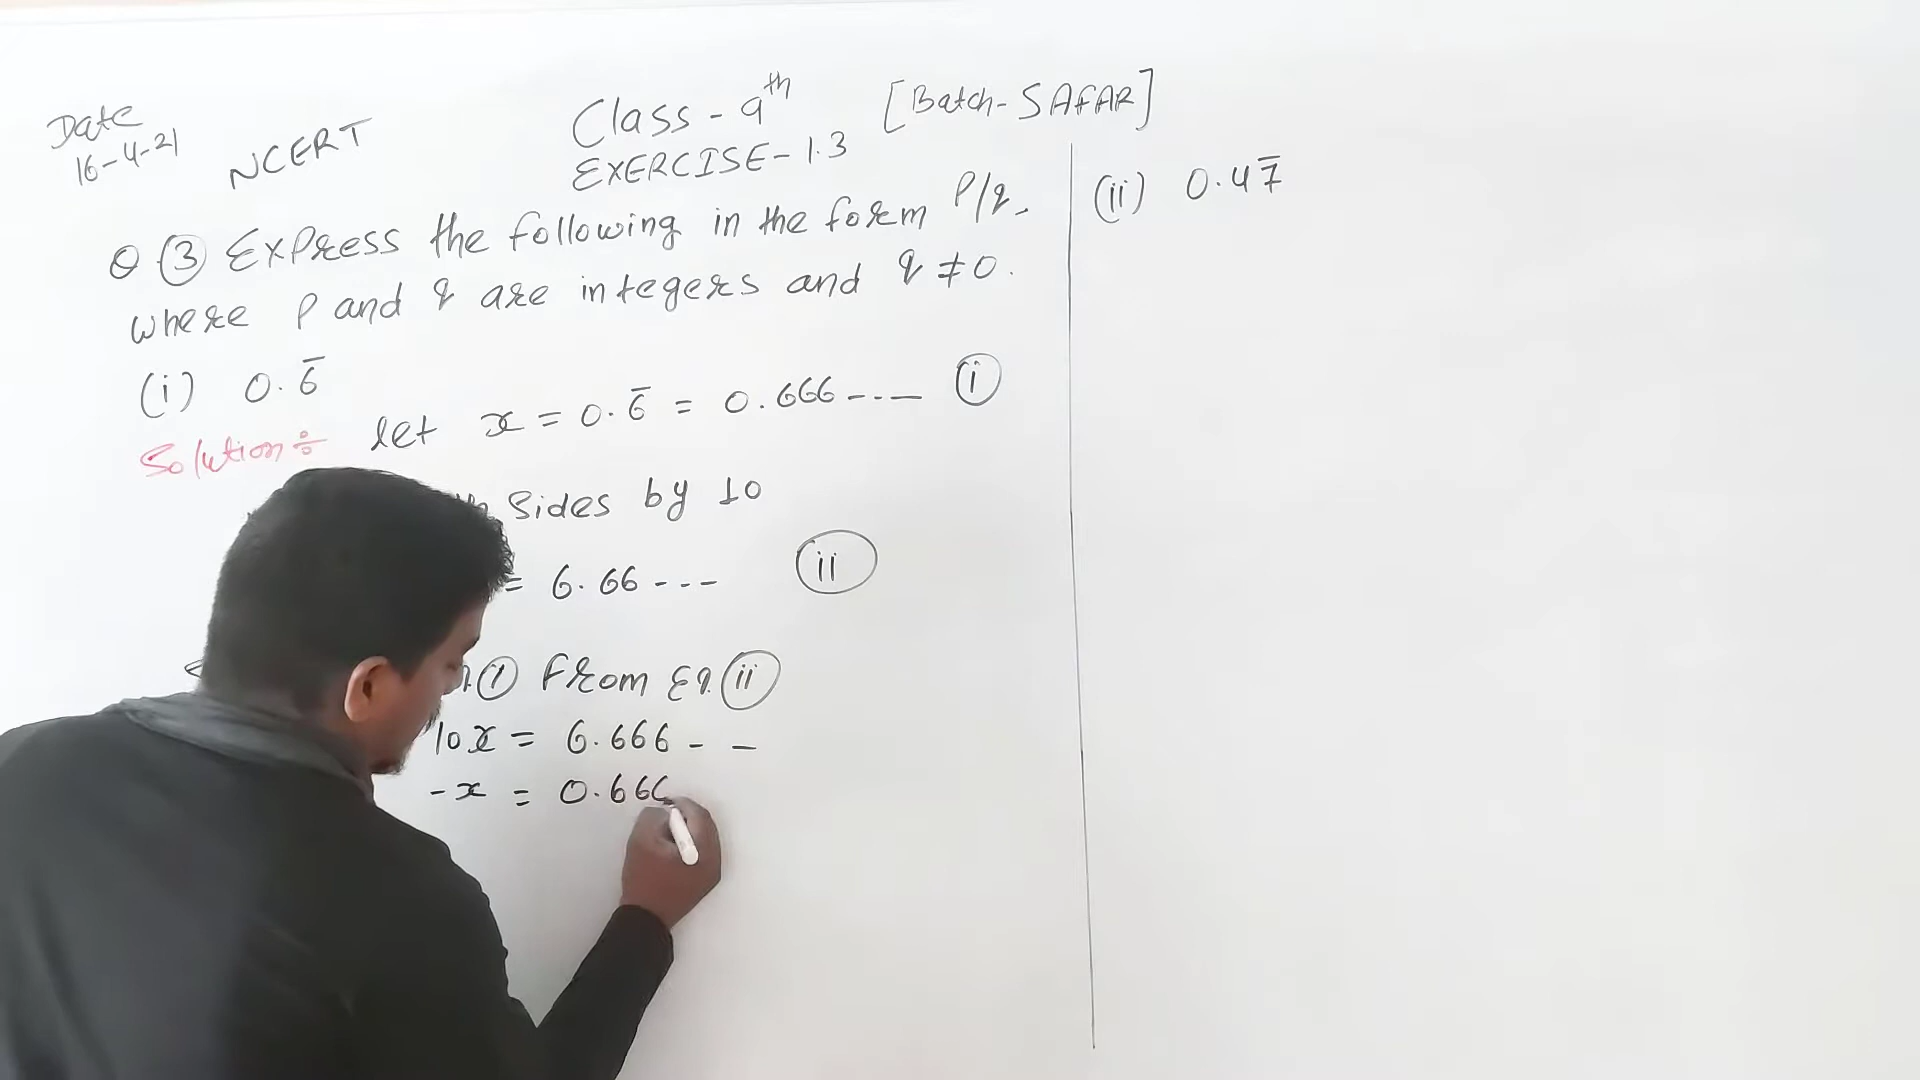 Date
16-4-21
NCERT
Class-9th [Batch-SAFAR]
EXERCISE-1.3
Q ③ Express the following in the form P/q.
where P and q are integers and q ≠ 0.
(i) 0.6̅
Solution÷ let x = 0.6̅ = 0.666---- ⓘ
Sides by 10
= 6.66--- ⓘⓘ
ⓘ From Eq. ⓘⓘ
10x = 6.666--
-x = 0.666
(ii) 0.47̅